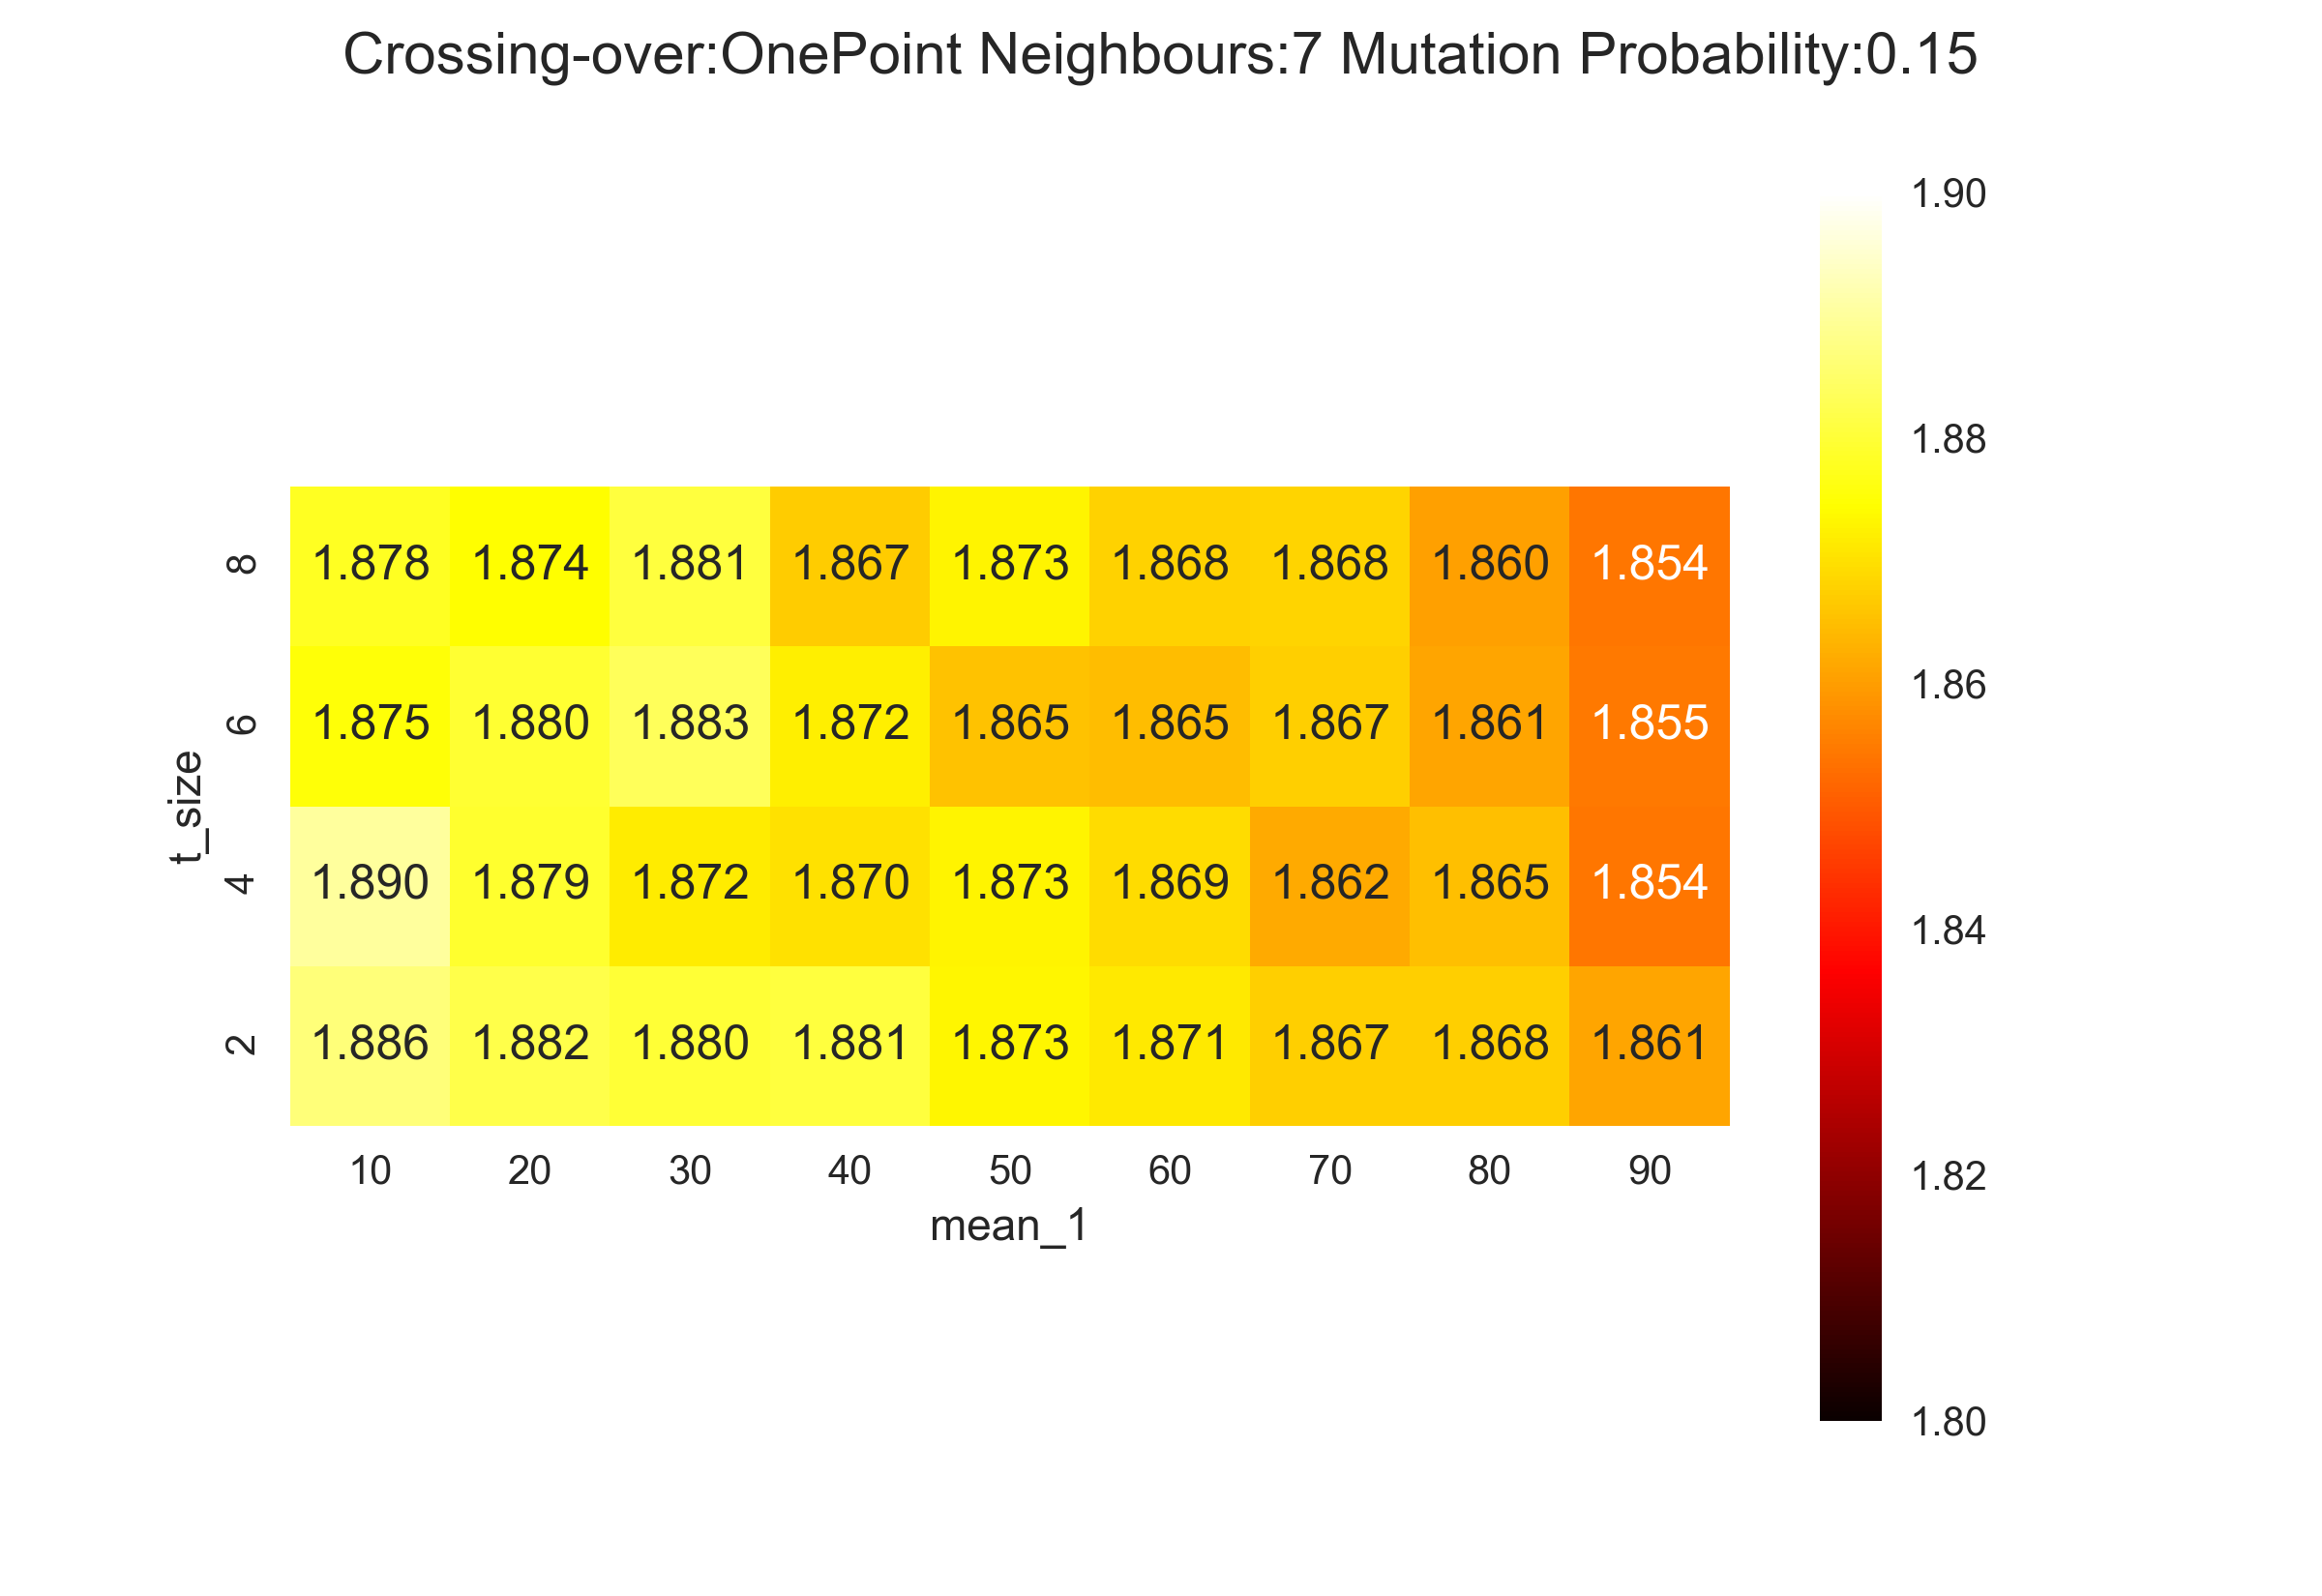 Crossing-over:OnePoint Neighbours:7 Mutation Probability:0.15
t_size
8 1.878 1.874 1.881 1.867 1.873 1.868 1.868 1.860 1.854
6 1.875 1.880 1.883 1.872 1.865 1.865 1.867 1.861 1.855
4 1.890 1.879 1.872 1.870 1.873 1.869 1.862 1.865 1.854
2 1.886 1.882 1.880 1.881 1.873 1.871 1.867 1.868 1.861
10 20 30 40 50 60 70 80 90
mean_1
1.90
1.88
1.86
1.84
1.82
1.80